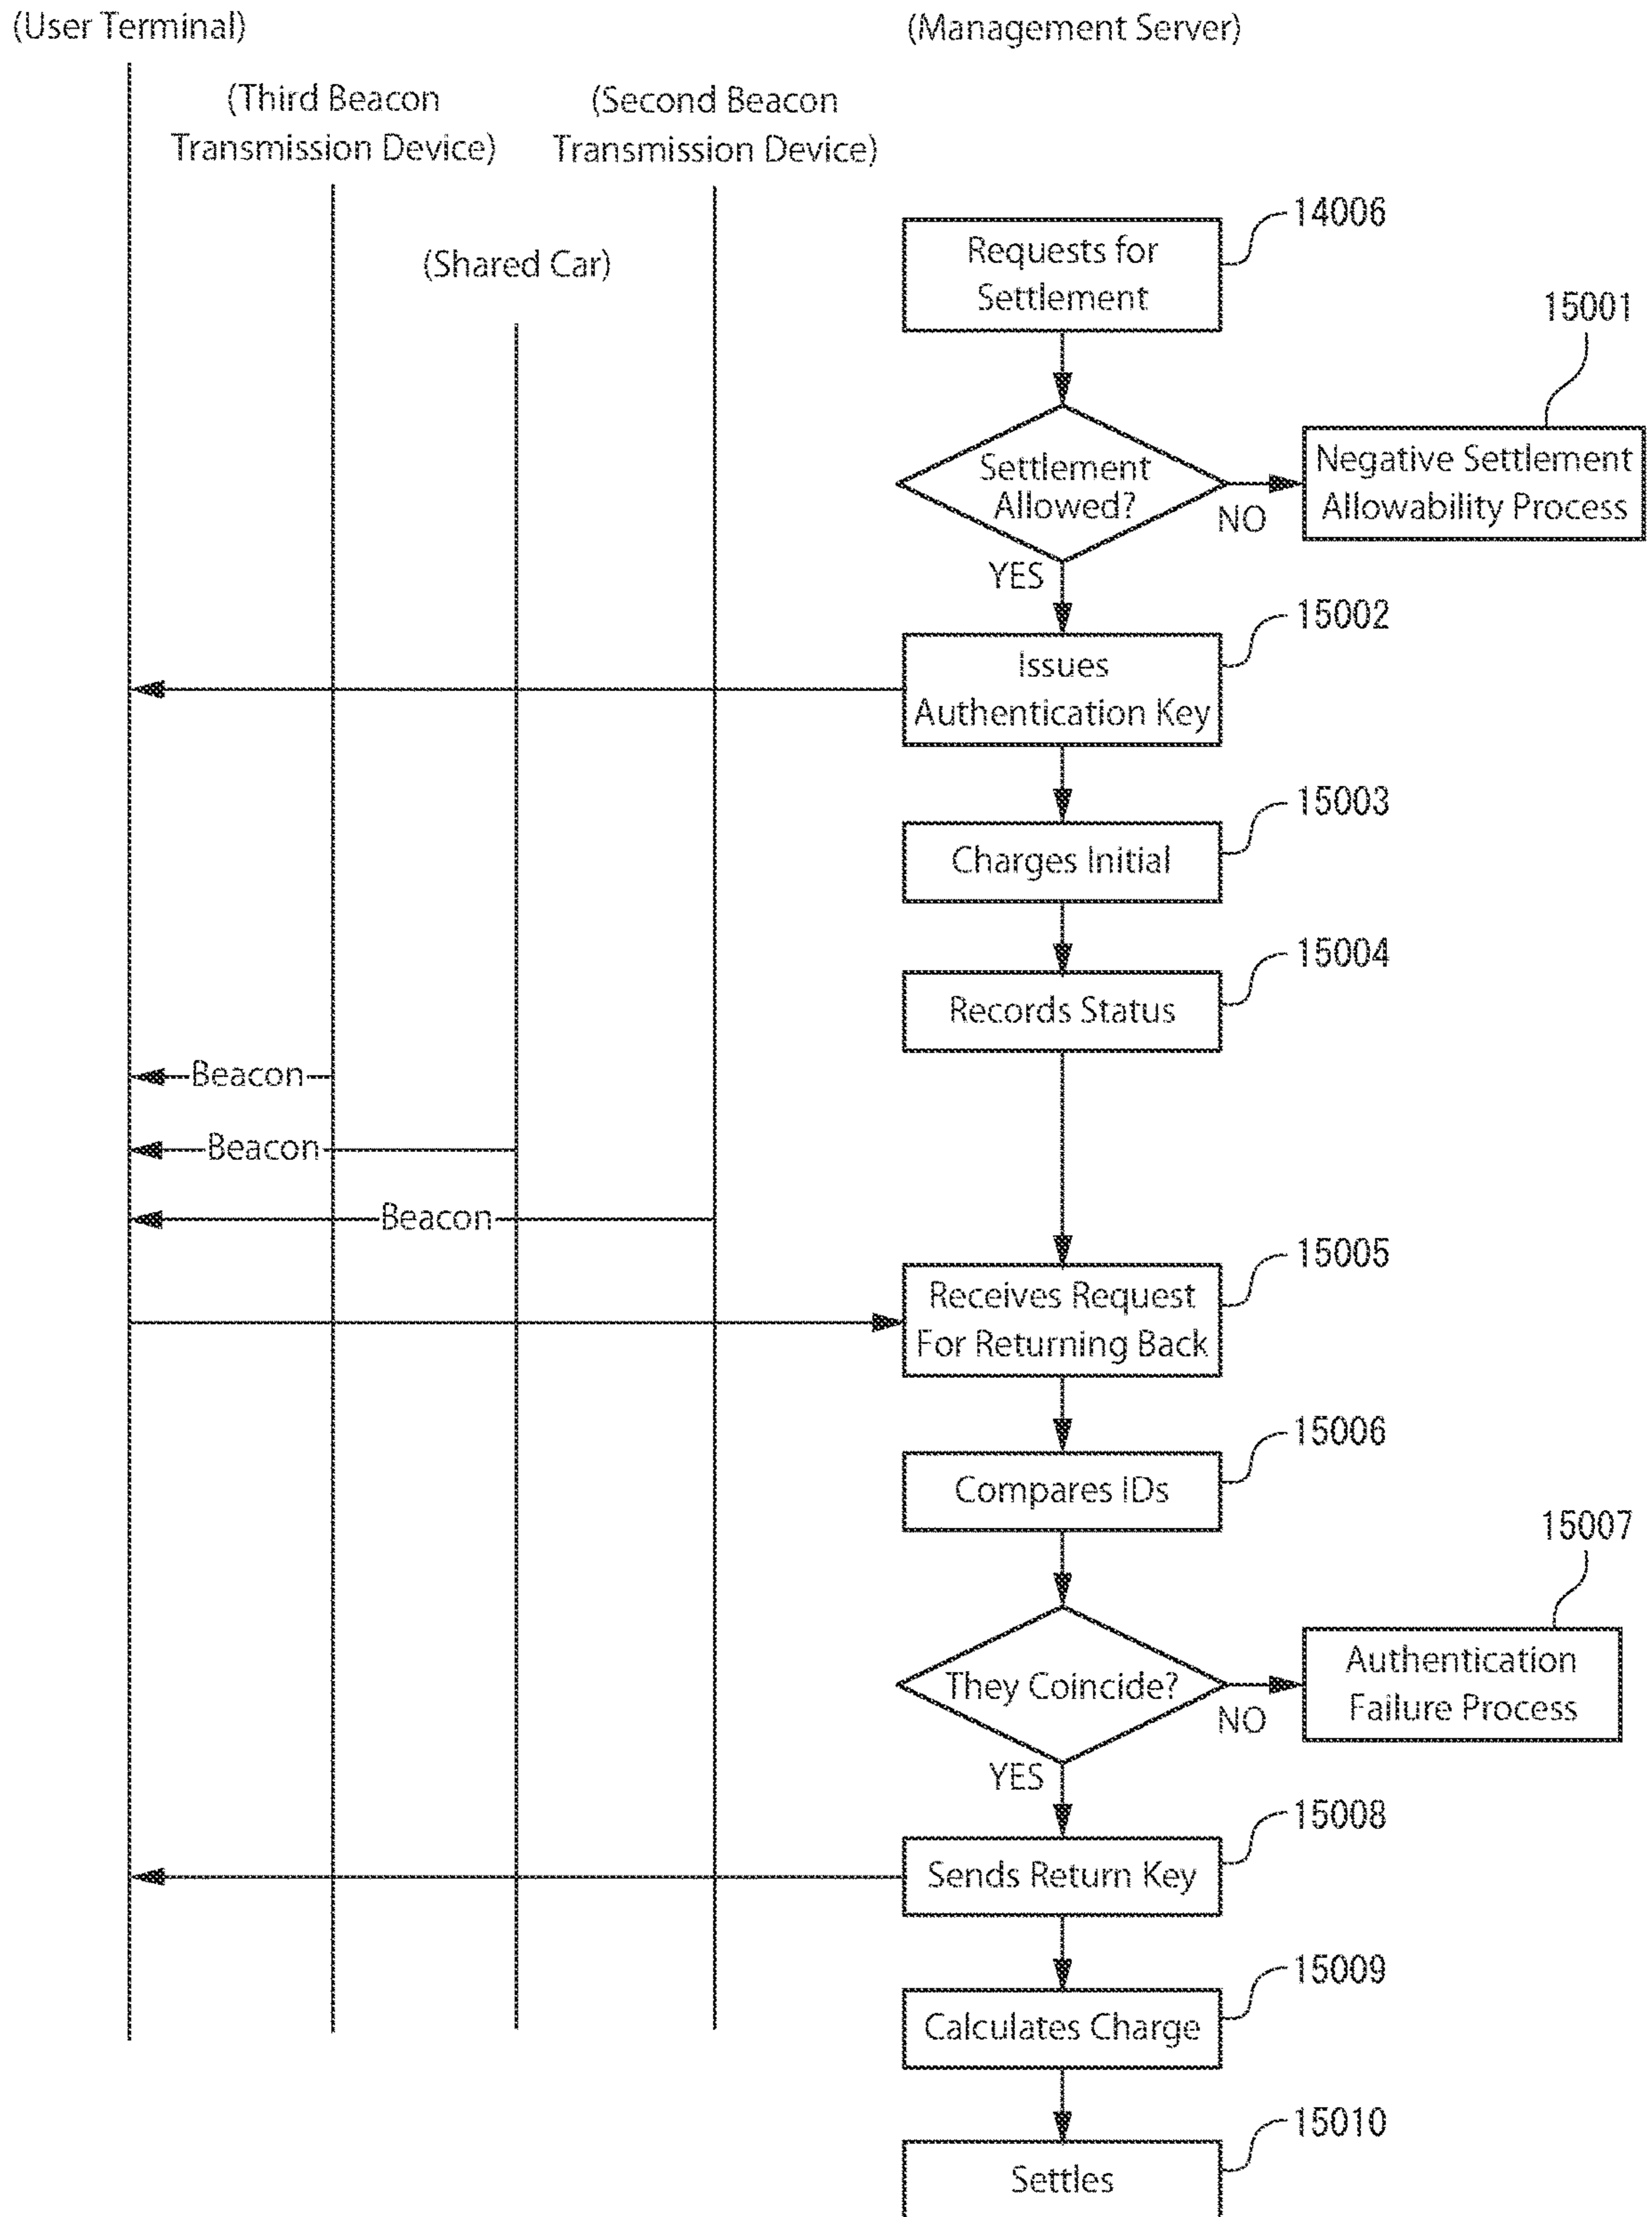 (User Terminal)
(Management Server)
(Third Beacon
Transmission Device)
(Second Beacon
Transmission Device)
(Shared Car)
14006
Requests for
Settlement
15001
Settlement
Allowed?
NO
Negative Settlement
Allowability Process
YES
15002
Issues
Authentication Key
15003
Charges Initial
15004
Records Status
Beacon
Beacon
Beacon
15005
Receives Request
For Returning Back
15006
Compares IDs
15007
They Coincide?
NO
Authentication
Failure Process
YES
15008
Sends Return Key
15009
Calculates Charge
15010
Settles